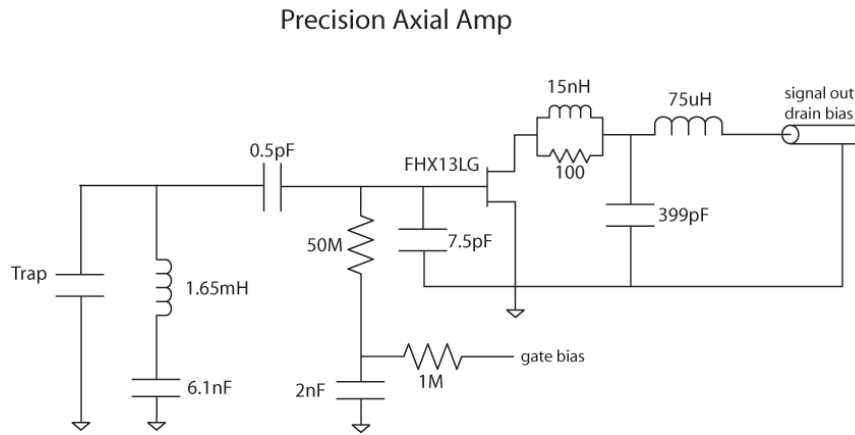 Precision Axial Amp
15nH
75uH
signal out
drain bias
0.5pF
FHX13LG
100
399pF
50M
7.5pF
Trap
1.65mH
gate bias
1M
6.1nF
2nF